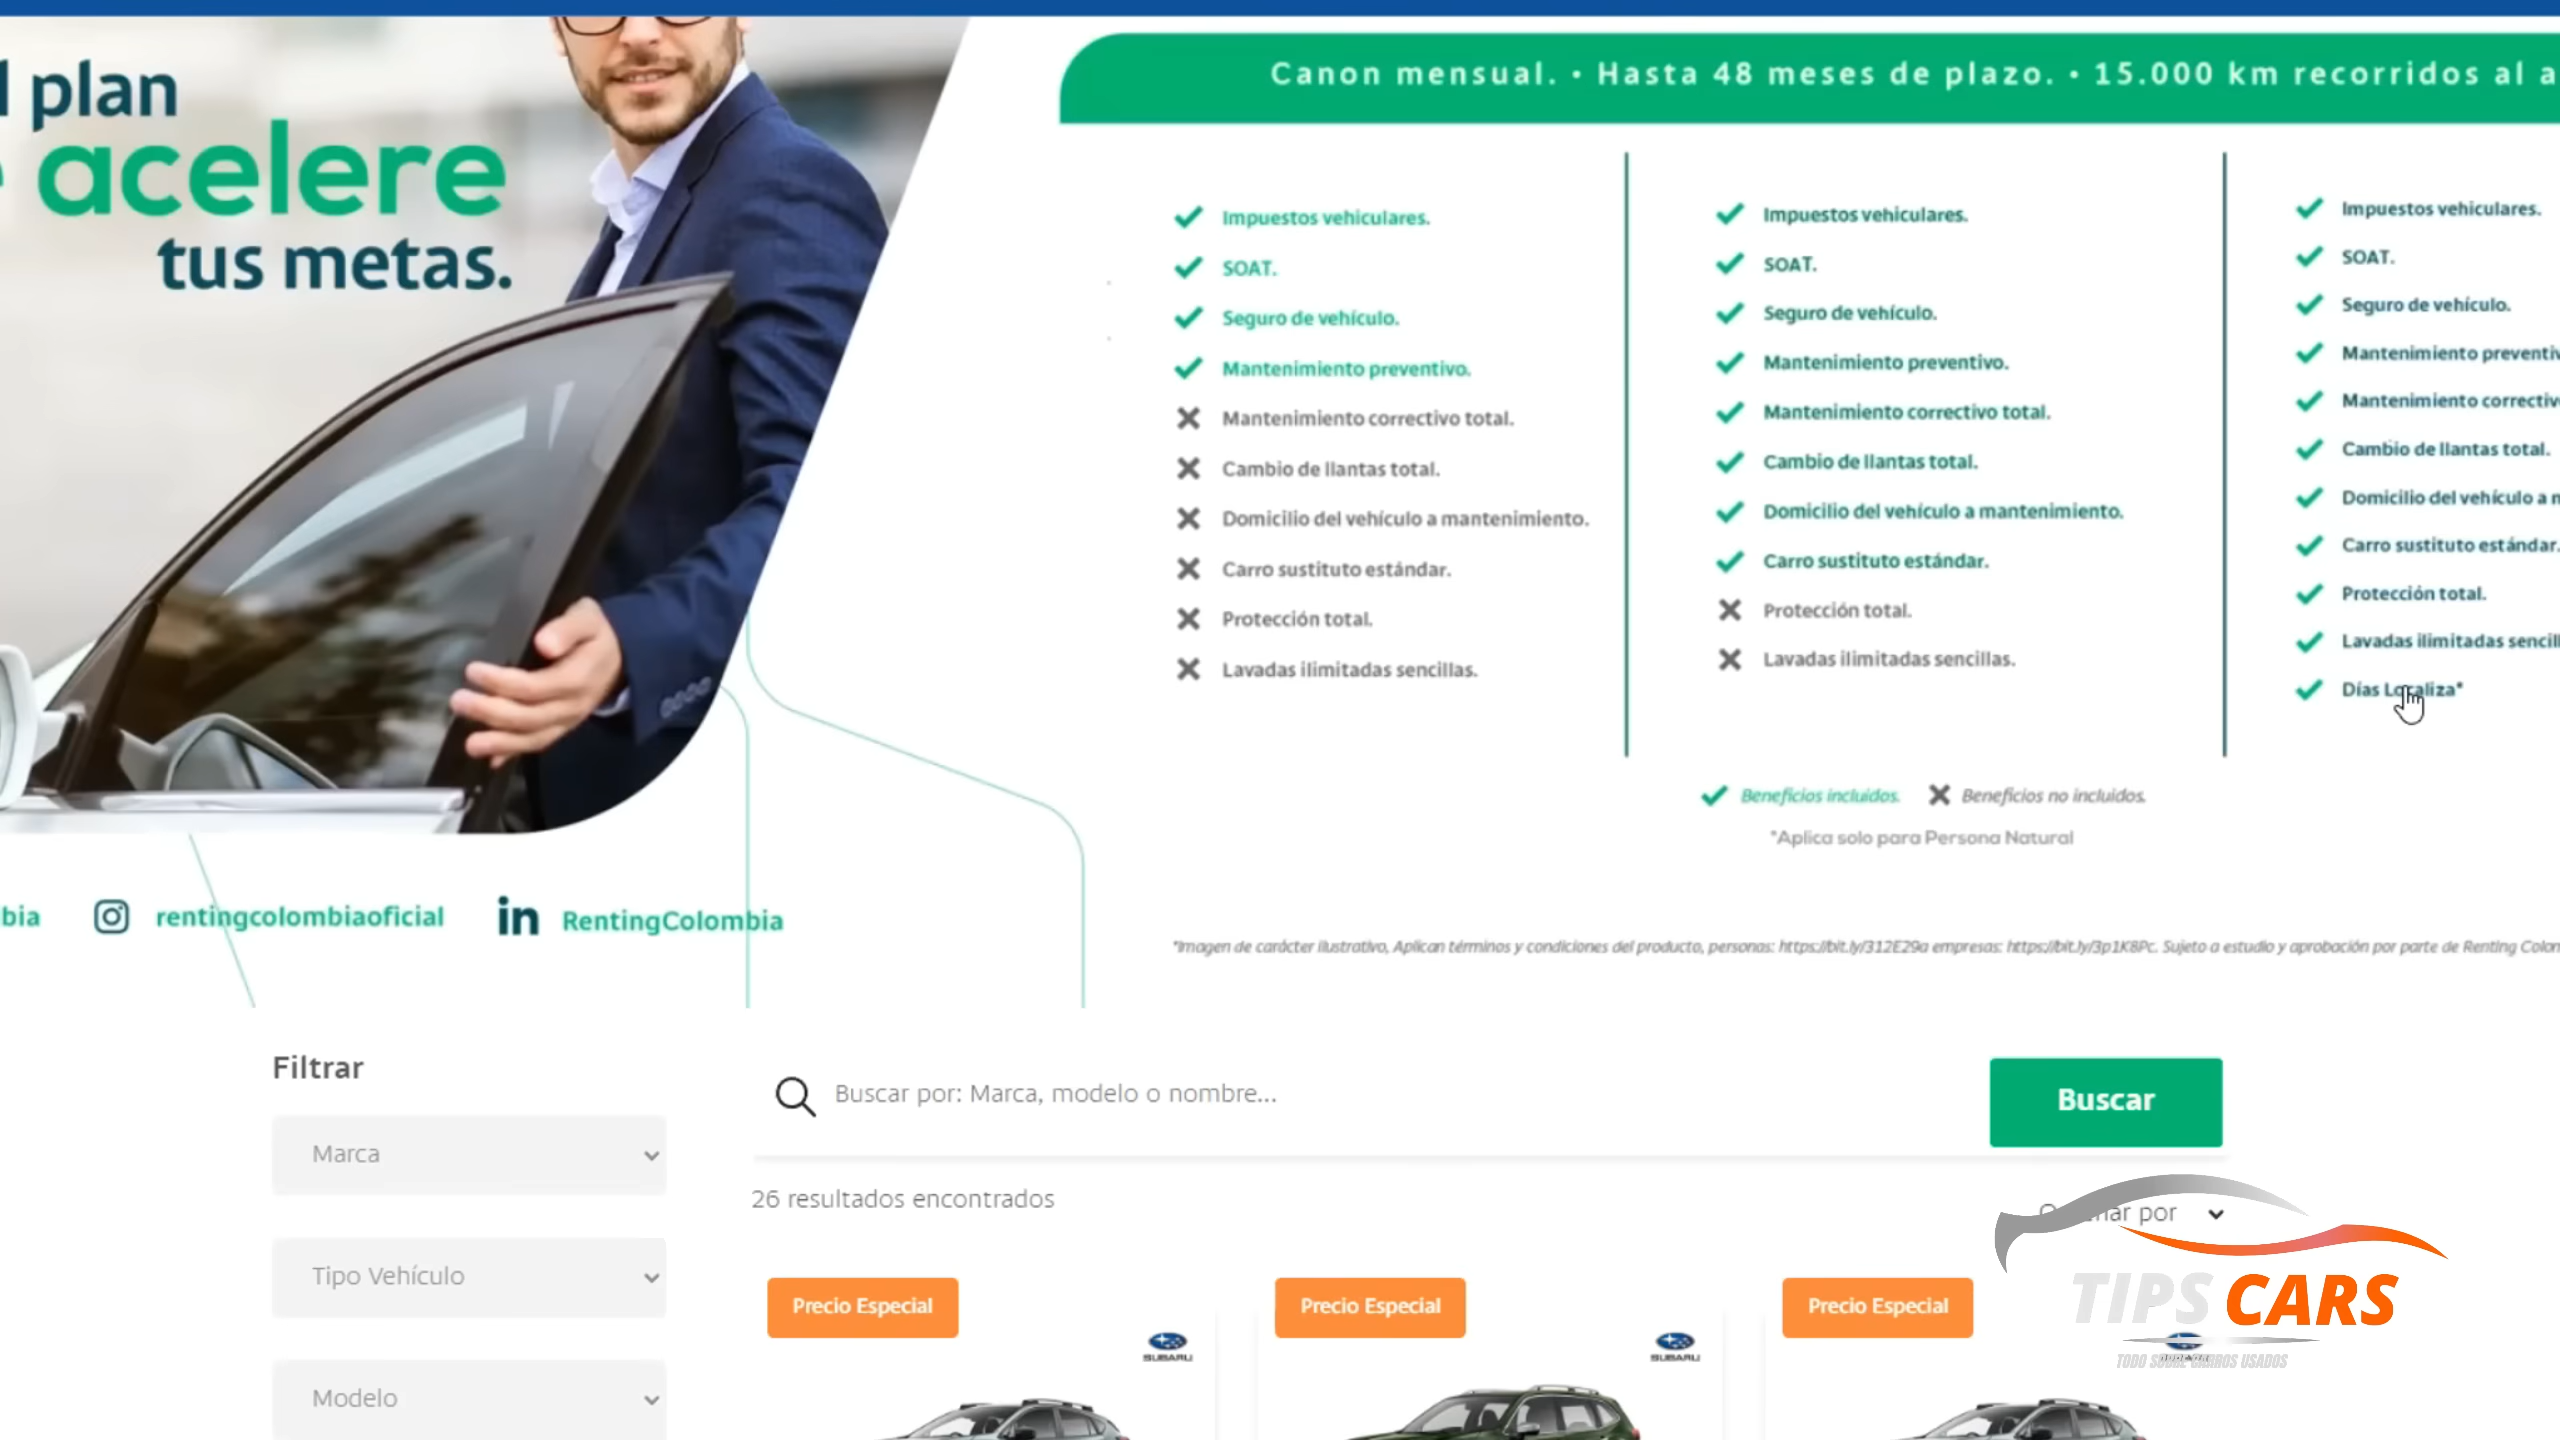 plan
acelere
tus metas.
Canon mensual. • Hasta 48 meses de plazo. • 15.000 km recorridos al a
Impuestos vehiculares.
SOAT.
Seguro de vehículo.
Mantenimiento preventivo.
Mantenimiento correctivo total.
Cambio de llantas total.
Domicilio del vehículo a mantenimiento.
Carro sustituto estándar.
Protección total.
Lavadas ilimitadas sencillas.
Impuestos vehiculares.
SOAT.
Seguro de vehículo.
Mantenimiento preventivo.
Mantenimiento correctivo total.
Cambio de llantas total.
Domicilio del vehículo a mantenimiento.
Carro sustituto estándar.
Protección total.
Lavadas ilimitadas sencillas.
Impuestos vehiculares.
SOAT.
Seguro de vehículo.
Mantenimiento preventiv
Mantenimiento correctiv
Cambio de llantas total.
Domicilio del vehículo a m
Carro sustituto estándar.
Protección total.
Lavadas ilimitadas sencill
Días Localiza*
Beneficios incluidos. Beneficios no incluidos.
*Aplica solo para Persona Natural
bia rentingcolombiaoficial in RentingColombia
*Imagen de carácter ilustrativo, Aplican términos y condiciones del producto, personas: https://bit.ly/312E29a empresas: https://bit.ly/3p1K8Pc. Sujeto a estudio y aprobación por parte de Renting Colom
Filtrar
Marca
Tipo Vehículo
Modelo
Buscar por: Marca, modelo o nombre...
Buscar
26 resultados encontrados
por
Precio Especial
Precio Especial
Precio Especial
SUBARU
SUBARU
TIPS CARS
TODO SOBRE CARROS USADOS